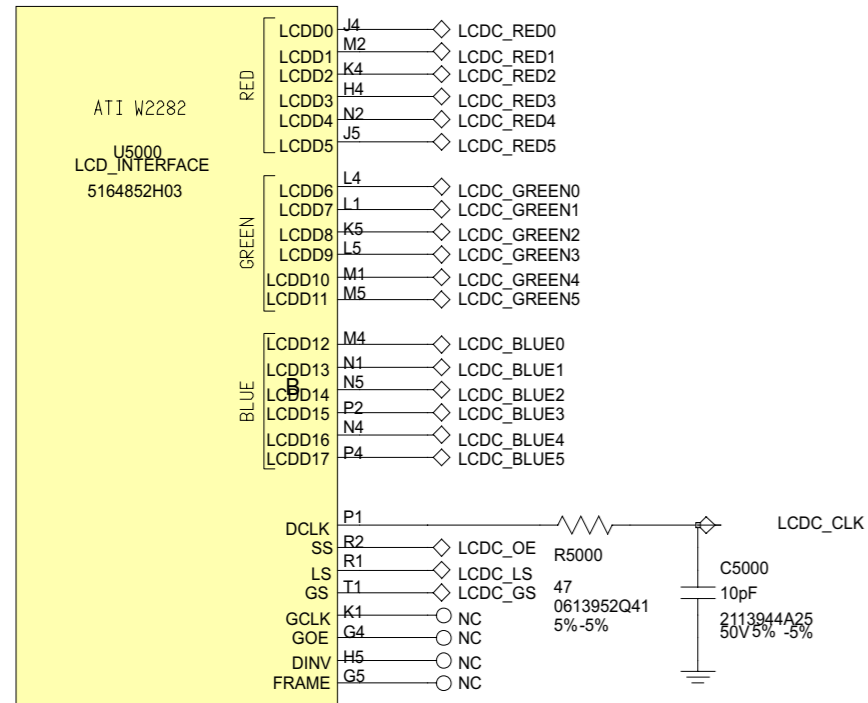 LCDD0 J4 LCDC_RED0
LCDD1 M2 LCDC_RED1
LCDD2 K4 LCDC_RED2
LCDD3 H4 LCDC_RED3
LCDD4 N2 LCDC_RED4
LCDD5 J5 LCDC_RED5
RED
ATI W2282
U5000
LCD_INTERFACE
5164852H03
LCDD6 L4 LCDC_GREEN0
LCDD7 L1 LCDC_GREEN1
LCDD8 K5 LCDC_GREEN2
LCDD9 L5 LCDC_GREEN3
LCDD10 M1 LCDC_GREEN4
LCDD11 M5 LCDC_GREEN5
GREEN
LCDD12 M4 LCDC_BLUE0
LCDD13 N1 LCDC_BLUE1
LCDD14 N5 LCDC_BLUE2
LCDD15 P2 LCDC_BLUE3
LCDD16 N4 LCDC_BLUE4
LCDD17 P4 LCDC_BLUE5
BLUE
B
DCLK P1 LCDC_CLK
SS R2 LCDC_OE
LS R1 LCDC_LS
GS T1 LCDC_GS
GCLK K1 NC
GOE G4 NC
DINV H5 NC
FRAME G5 NC
R5000
47
0613952Q41
5%-5%
C5000
10pF
2113944A25
50V 5% -5%